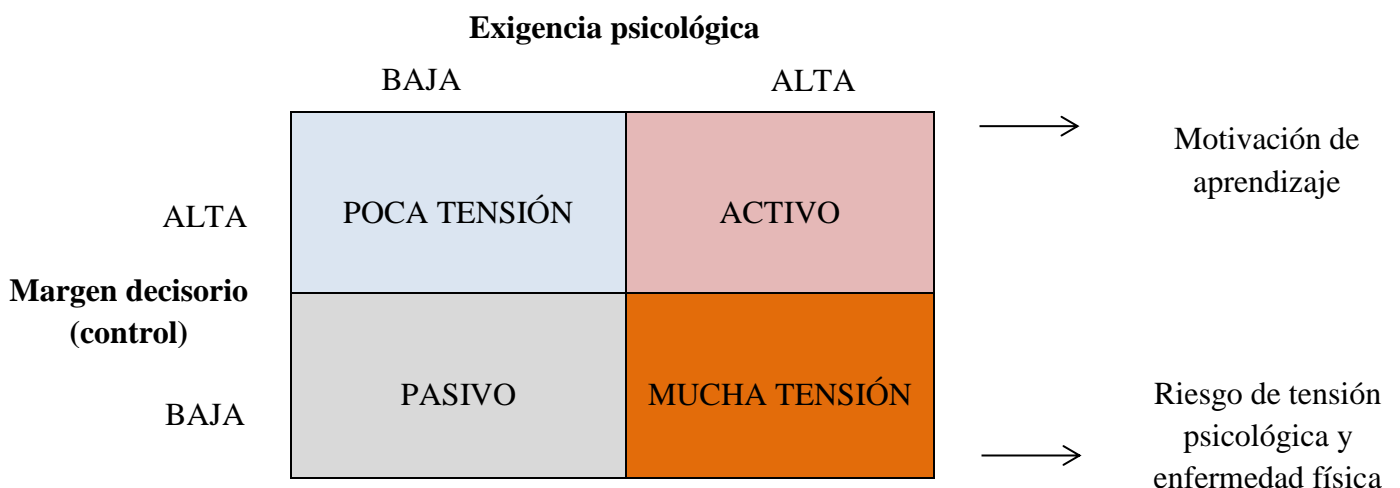 Exigencia psicológica
BAJA
ALTA
Motivación de
aprendizaje
ALTA
POCA TENSIÓN
ACTIVO
Margen decisorio
(control)
BAJA
PASIVO
MUCHA TENSIÓN
Riesgo de tensión
psicológica y
enfermedad física